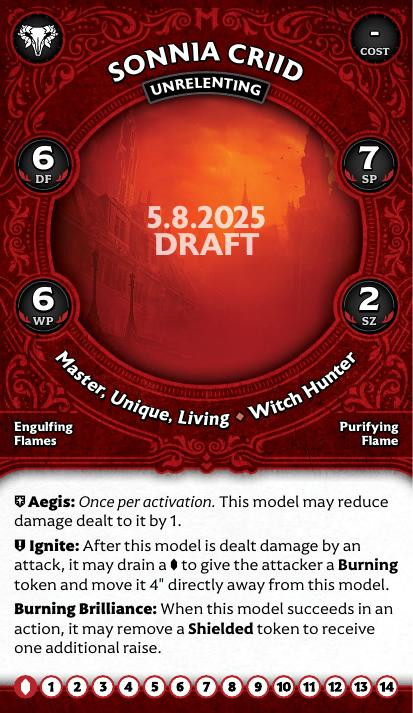 -
COST
SONNIA CRIID
UNRELENTING
6
DF
7
SP
5.8.2025
DRAFT
6
WP
2
SZ
Master, Unique, Living ◆ Witch Hunter
Engulfing
Flames
Purifying
Flame
Aegis: Once per activation. This model may reduce
damage dealt to it by 1.
Ignite: After this model is dealt damage by an
attack, it may drain a to give the attacker a Burning
token and move it 4" directly away from this model.
Burning Brilliance: When this model succeeds in an
action, it may remove a Shielded token to receive
one additional raise.
1 2 3 4 5 6 7 8 9 10 11 12 13 14